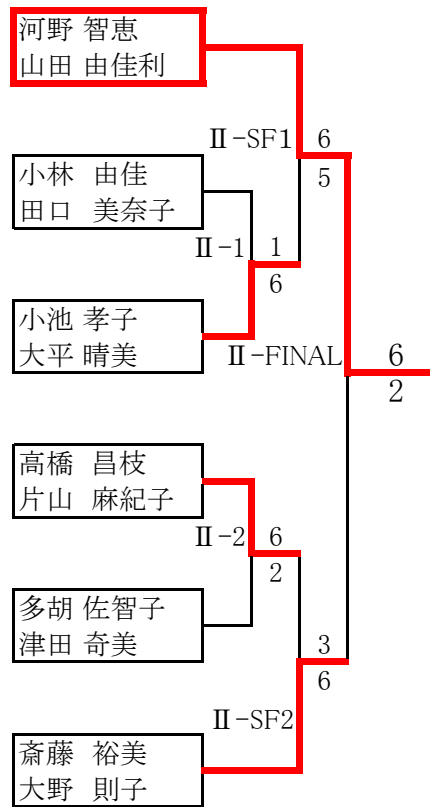 河野 智恵
山田 由佳利
Ⅱ-SF1
6
5
小林 由佳
田口 美奈子
Ⅱ-1
1
6
小池 孝子
大平 晴美
Ⅱ-FINAL
6
2
高橋 昌枝
片山 麻紀子
Ⅱ-2
6
2
多胡 佐智子
津田 奇美
3
6
Ⅱ-SF2
斎藤 裕美
大野 則子